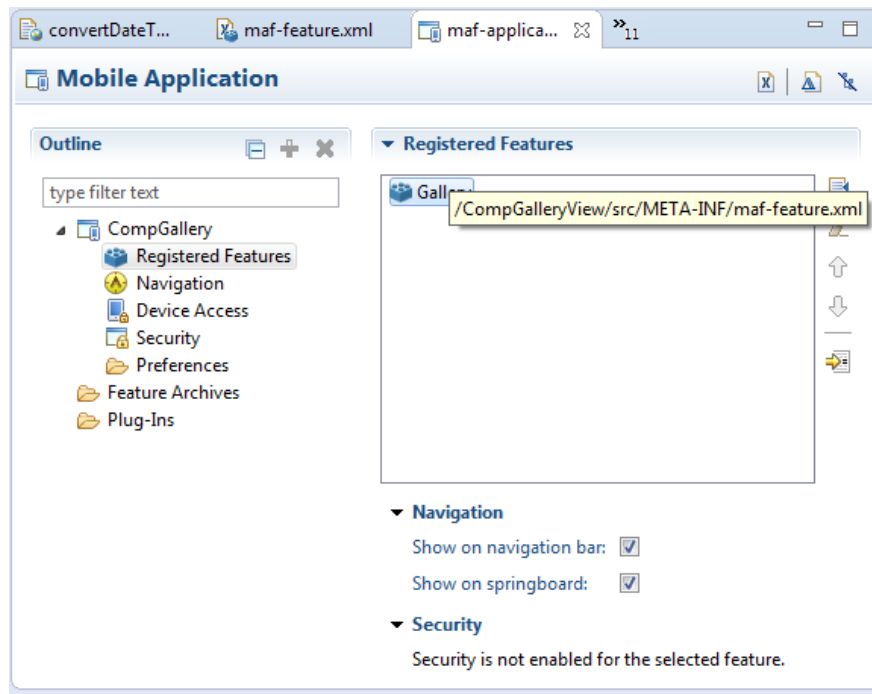 convertDateT...
maf-feature.xml
maf-applica...
»11
Mobile Application
Outline
type filter text
CompGallery
Registered Features
Navigation
Device Access
Security
Preferences
Feature Archives
Plug-Ins
Registered Features
Gallery
/CompGalleryView/src/META-INF/maf-feature.xml
Navigation
Show on navigation bar:
Show on springboard:
Security
Security is not enabled for the selected feature.